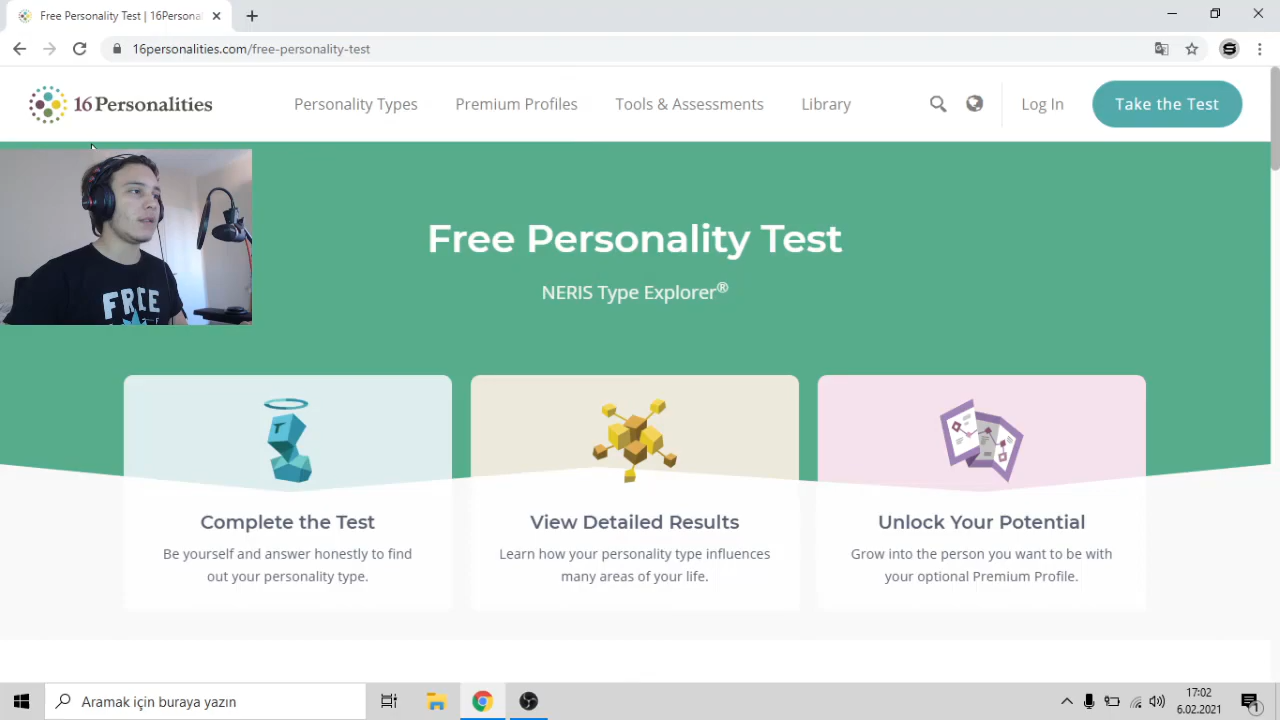 Free Personality Test | 16Persona
16personalities.com/free-personality-test
16Personalities
Personality Types
Premium Profiles
Tools & Assessments
Library
Log In
Take the Test
FREE
Free Personality Test
NERIS Type Explorer®
Complete the Test
Be yourself and answer honestly to find
out your personality type.
View Detailed Results
Learn how your personality type influences
many areas of your life.
Unlock Your Potential
Grow into the person you want to be with
your optional Premium Profile.
Aramak için buraya yazın
17:02
6.02.2021